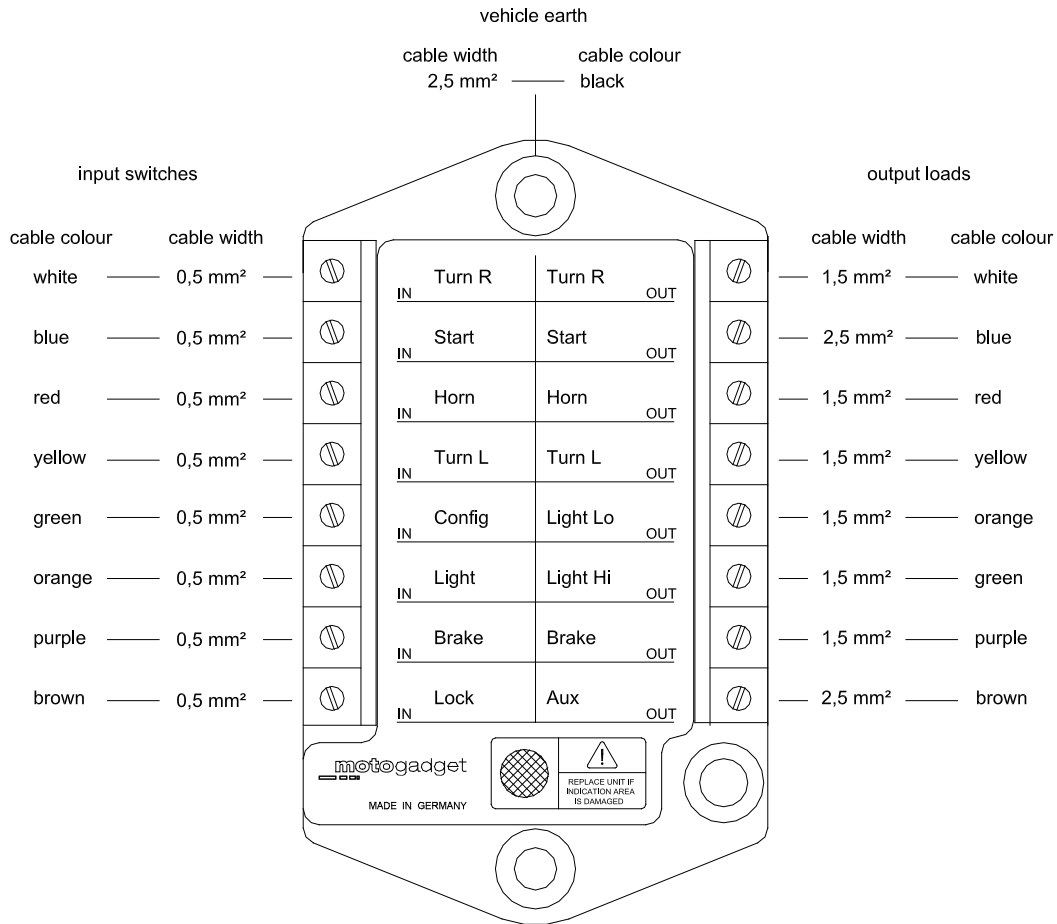 vehicle earth
cable width cable colour
2,5 mm² black
input switches output loads
cable colour cable width cable width cable colour
white 0,5 mm² IN Turn R Turn R OUT 1,5 mm² white
blue 0,5 mm² IN Start Start OUT 2,5 mm² blue
red 0,5 mm² IN Horn Horn OUT 1,5 mm² red
yellow 0,5 mm² IN Turn L Turn L OUT 1,5 mm² yellow
green 0,5 mm² IN Config Light Lo OUT 1,5 mm² orange
orange 0,5 mm² IN Light Light Hi OUT 1,5 mm² green
purple 0,5 mm² IN Brake Brake OUT 1,5 mm² purple
brown 0,5 mm² IN Lock Aux OUT 2,5 mm² brown
motogadget
MADE IN GERMANY
!
REPLACE UNIT IF
INDICATION AREA
IS DAMAGED